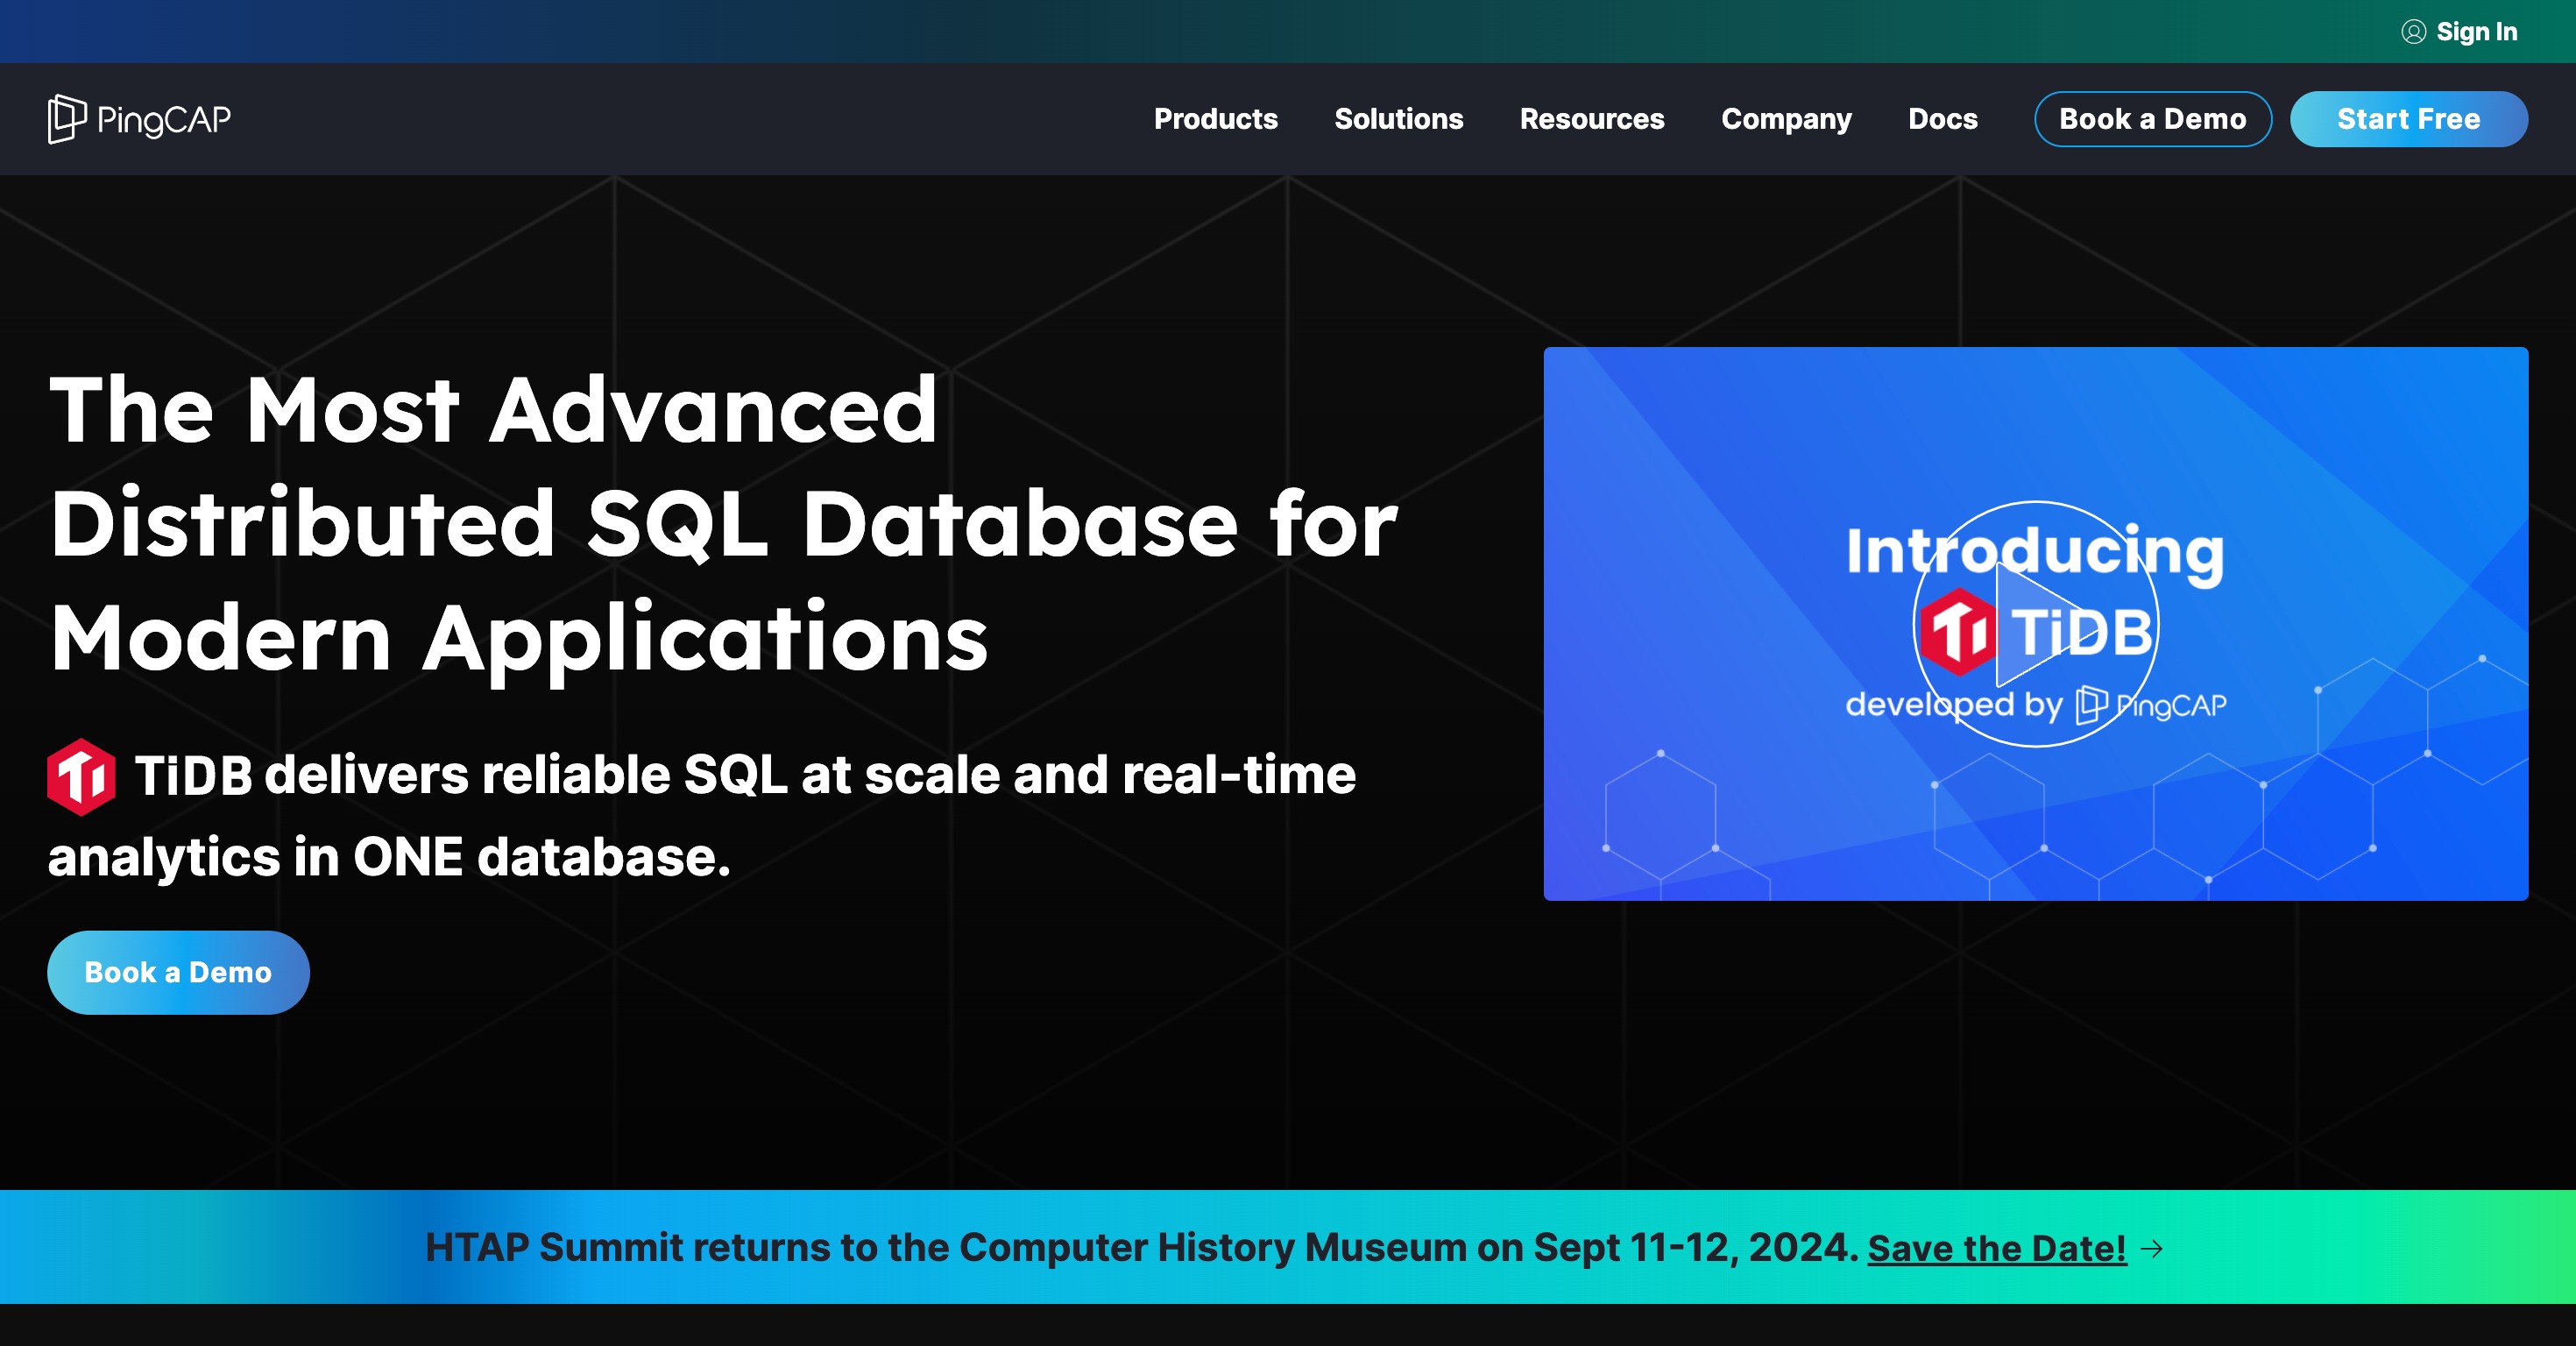 Sign In
PingCAP
Products Solutions Resources Company Docs Book a Demo Start Free
The Most Advanced
Distributed SQL Database for
Modern Applications
TiDB delivers reliable SQL at scale and real-time
analytics in ONE database.
Book a Demo
Introducing
TiDB
developed by PingCAP
HTAP Summit returns to the Computer History Museum on Sept 11-12, 2024. Save the Date! →